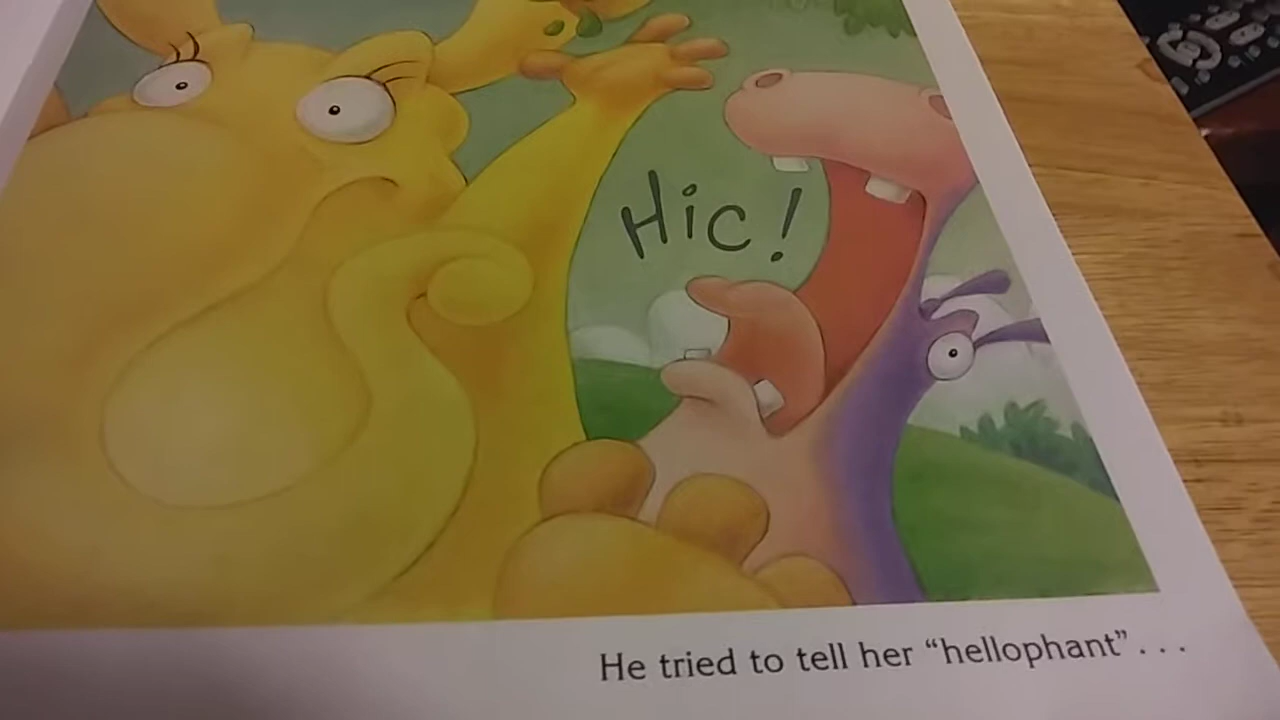 Hic!
He tried to tell her “hellophant” . . .